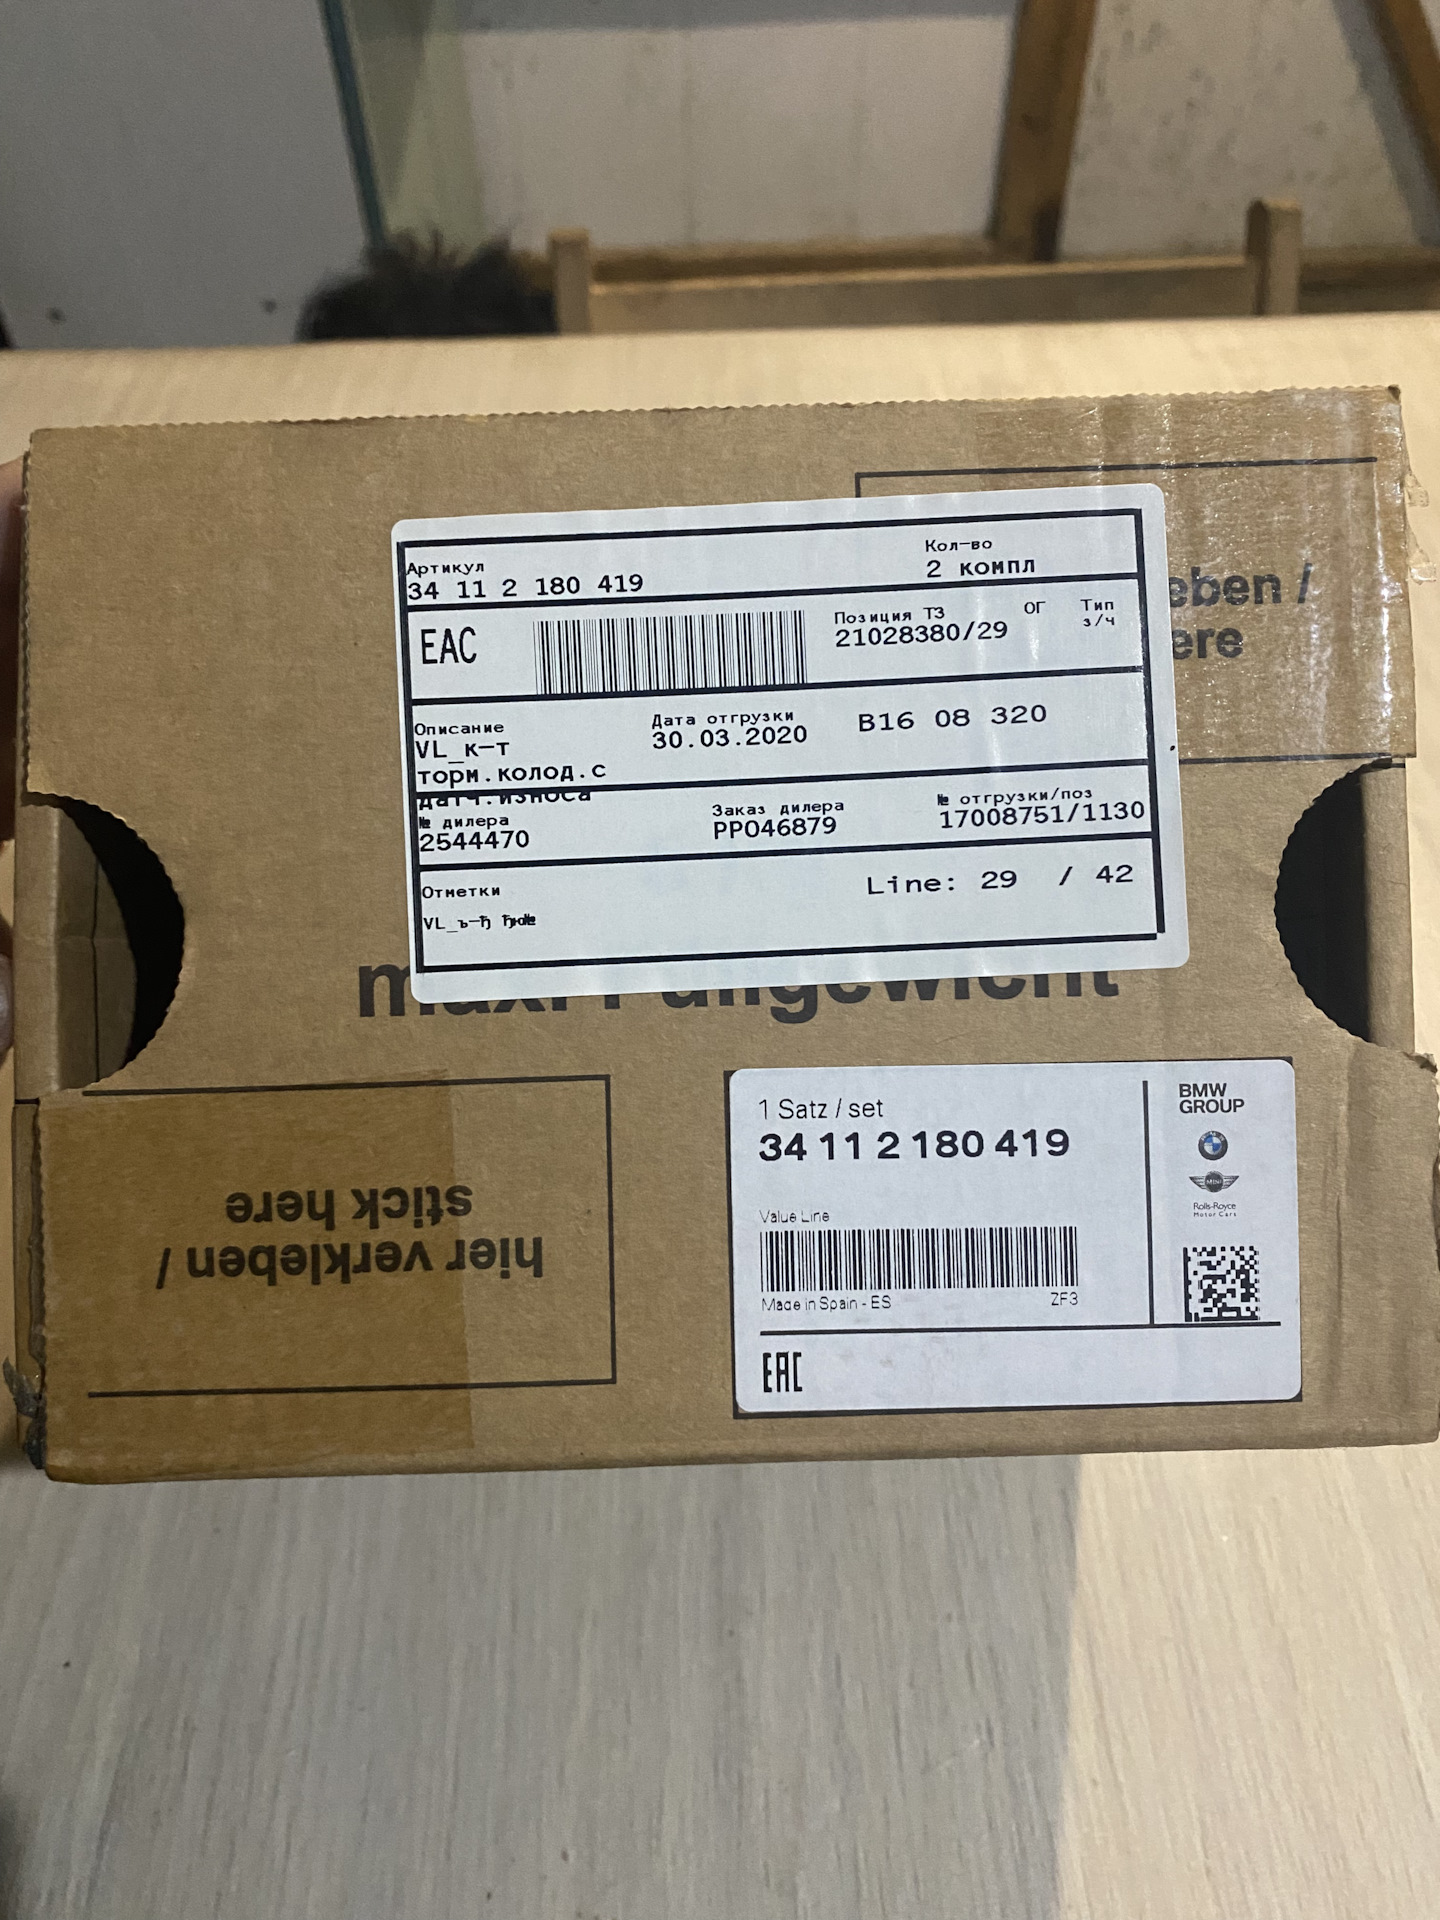 Артикул
34 11 2 180 419
Кол-во
2 компл
EAC
Позиция ТЗ
21028380/29
ОГ
Тип
з/ч
Описание
VL_к-т
торм.колод.с
датч.износа
Дата отгрузки
30.03.2020
B16 08 320
№ дилера
2544470
Заказ дилера
PPO46879
№ отгрузки/поз
17008751/1130
Отметки
Line: 29 / 42
eben /
ere
hier verkleben /
stick here
1 Satz / set
34 11 2 180 419
Value Line
Made in Spain - ES
ZF3
EAC
BMW
GROUP
MINI
Rolls-Royce
Motor Cars